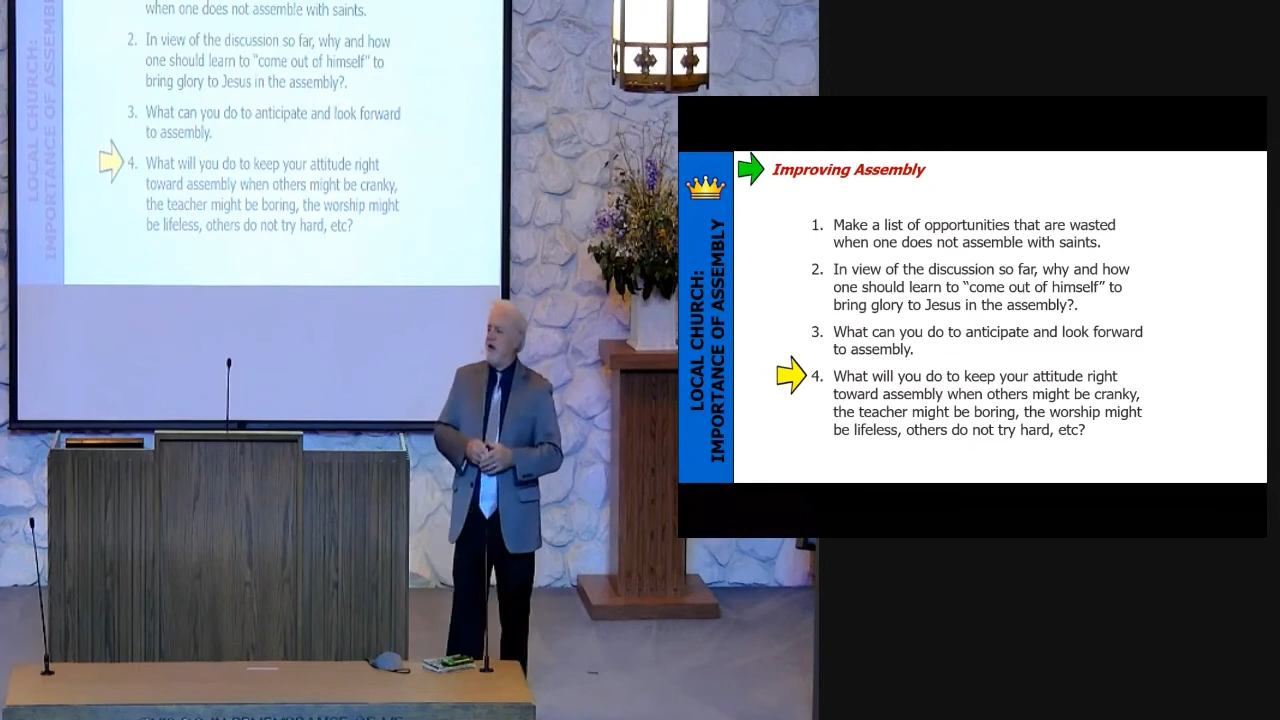 when one does not assemble with saints.
2. In view of the discussion so far, why and how
one should learn to “come out of himself” to
bring glory to Jesus in the assembly?.
3. What can you do to anticipate and look forward
to assembly.
4. What will you do to keep your attitude right
toward assembly when others might be cranky,
the teacher might be boring, the worship might
be lifeless, others do not try hard, etc?
LOCAL CHURCH:
IMPORTANCE OF ASSEMB
Improving Assembly
1. Make a list of opportunities that are wasted
when one does not assemble with saints.
2. In view of the discussion so far, why and how
one should learn to “come out of himself” to
bring glory to Jesus in the assembly?.
3. What can you do to anticipate and look forward
to assembly.
4. What will you do to keep your attitude right
toward assembly when others might be cranky,
the teacher might be boring, the worship might
be lifeless, others do not try hard, etc?
LOCAL CHURCH:
IMPORTANCE OF ASSEMBLY